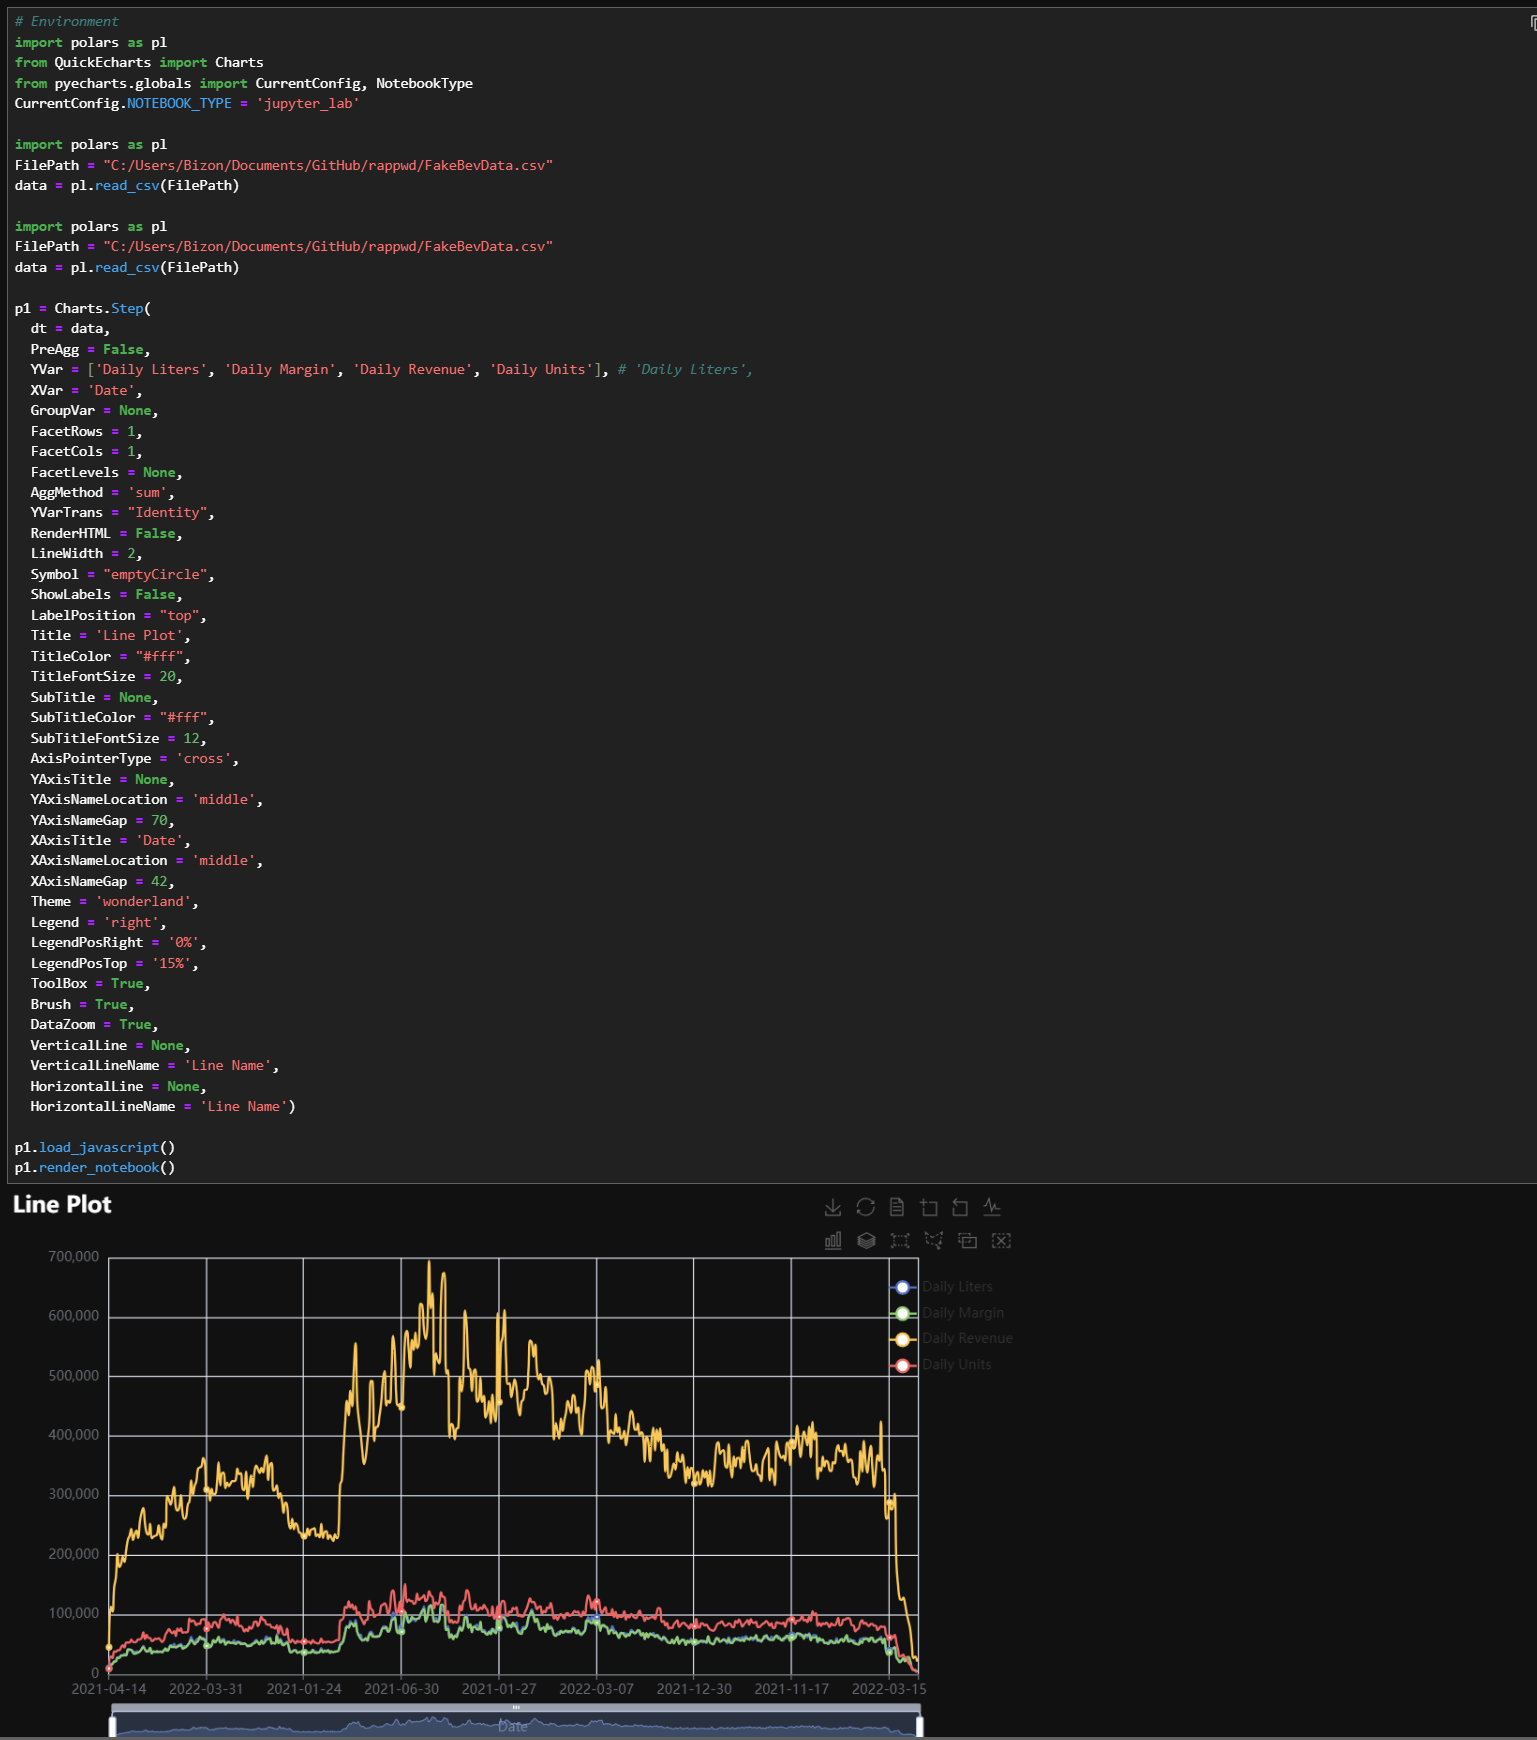 # Environment
import polars as pl
from QuickEcharts import Charts
from pyecharts.globals import CurrentConfig, NotebookType
CurrentConfig.NOTEBOOK_TYPE = 'jupyter_lab'
import polars as pl
FilePath = "C:/Users/Bizon/Documents/GitHub/rappwd/FakeBevData.csv"
data = pl.read_csv(FilePath)
import polars as pl
FilePath = "C:/Users/Bizon/Documents/GitHub/rappwd/FakeBevData.csv"
data = pl.read_csv(FilePath)
p1 = Charts.Step(
  dt = data,
  PreAgg = False,
  YVar = ['Daily Liters', 'Daily Margin', 'Daily Revenue', 'Daily Units'], # 'Daily Liters',
  XVar = 'Date',
  GroupVar = None,
  FacetRows = 1,
  FacetCols = 1,
  FacetLevels = None,
  AggMethod = 'sum',
  YVarTrans = "Identity",
  RenderHTML = False,
  LineWidth = 2,
  Symbol = "emptyCircle",
  ShowLabels = False,
  LabelPosition = "top",
  Title = 'Line Plot',
  TitleColor = "#fff",
  TitleFontSize = 20,
  SubTitle = None,
  SubTitleColor = "#fff",
  SubTitleFontSize = 12,
  AxisPointerType = 'cross',
  YAxisTitle = None,
  YAxisNameLocation = 'middle',
  YAxisNameGap = 70,
  XAxisTitle = 'Date',
  XAxisNameLocation = 'middle',
  XAxisNameGap = 42,
  Theme = 'wonderland',
  Legend = 'right',
  LegendPosRight = '0%',
  LegendPosTop = '15%',
  ToolBox = True,
  Brush = True,
  DataZoom = True,
  VerticalLine = None,
  VerticalLineName = 'Line Name',
  HorizontalLine = None,
  HorizontalLineName = 'Line Name')
p1.load_javascript()
p1.render_notebook()
Line Plot
700,000
600,000
500,000
400,000
300,000
200,000
100,000
0
Daily Liters
Daily Margin
Daily Revenue
Daily Units
2021-04-14 2022-03-31 2021-01-24 2021-06-30 2021-01-27 2022-03-07 2021-12-30 2021-11-17 2022-03-15
Date